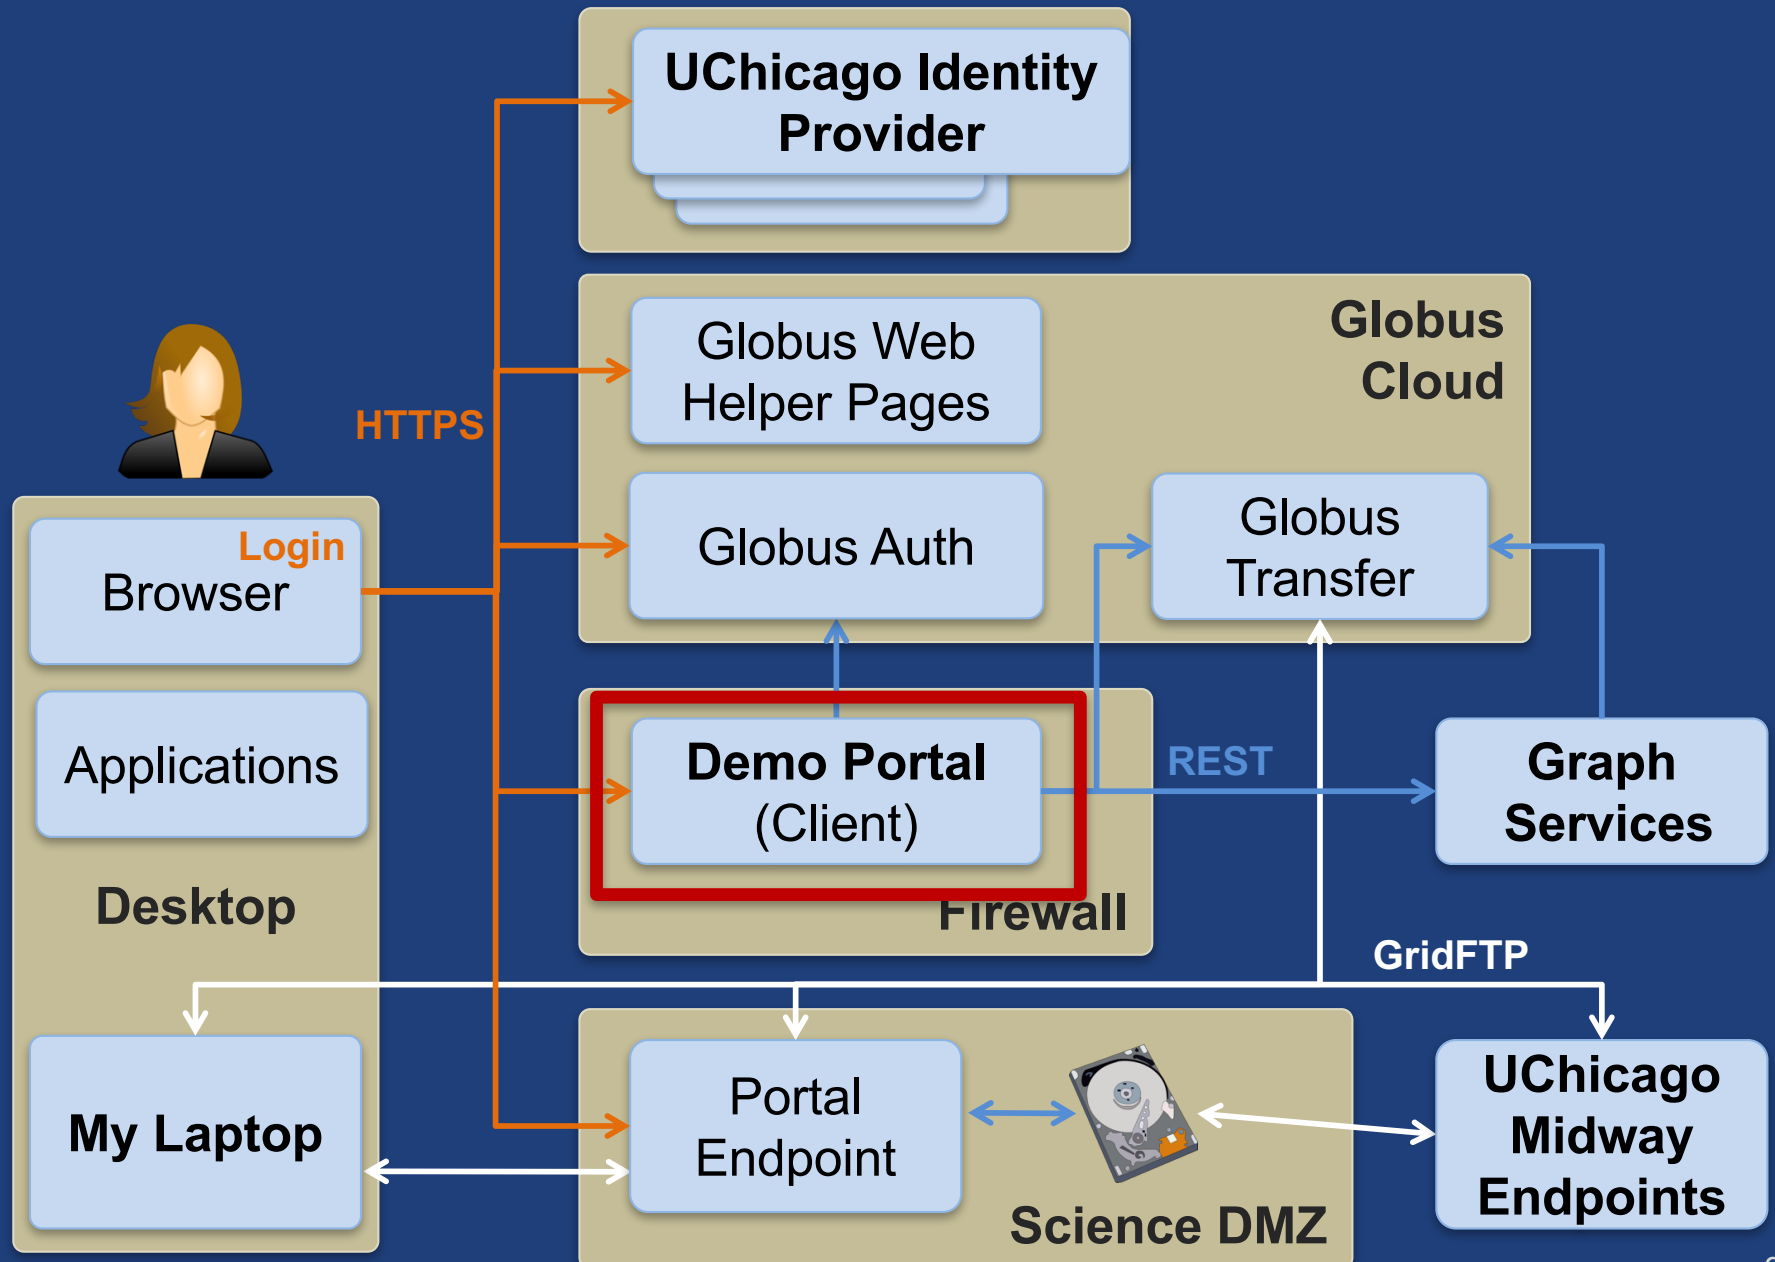 UChicago Identity
Provider
Globus Web
Helper Pages
Globus
Cloud
HTTPS
Login
Browser
Globus Auth
Globus
Transfer
Applications
Desktop
Demo Portal
(Client)
REST
Graph
Services
Firewall
GridFTP
My Laptop
Portal
Endpoint
Science DMZ
UChicago
Midway
Endpoints